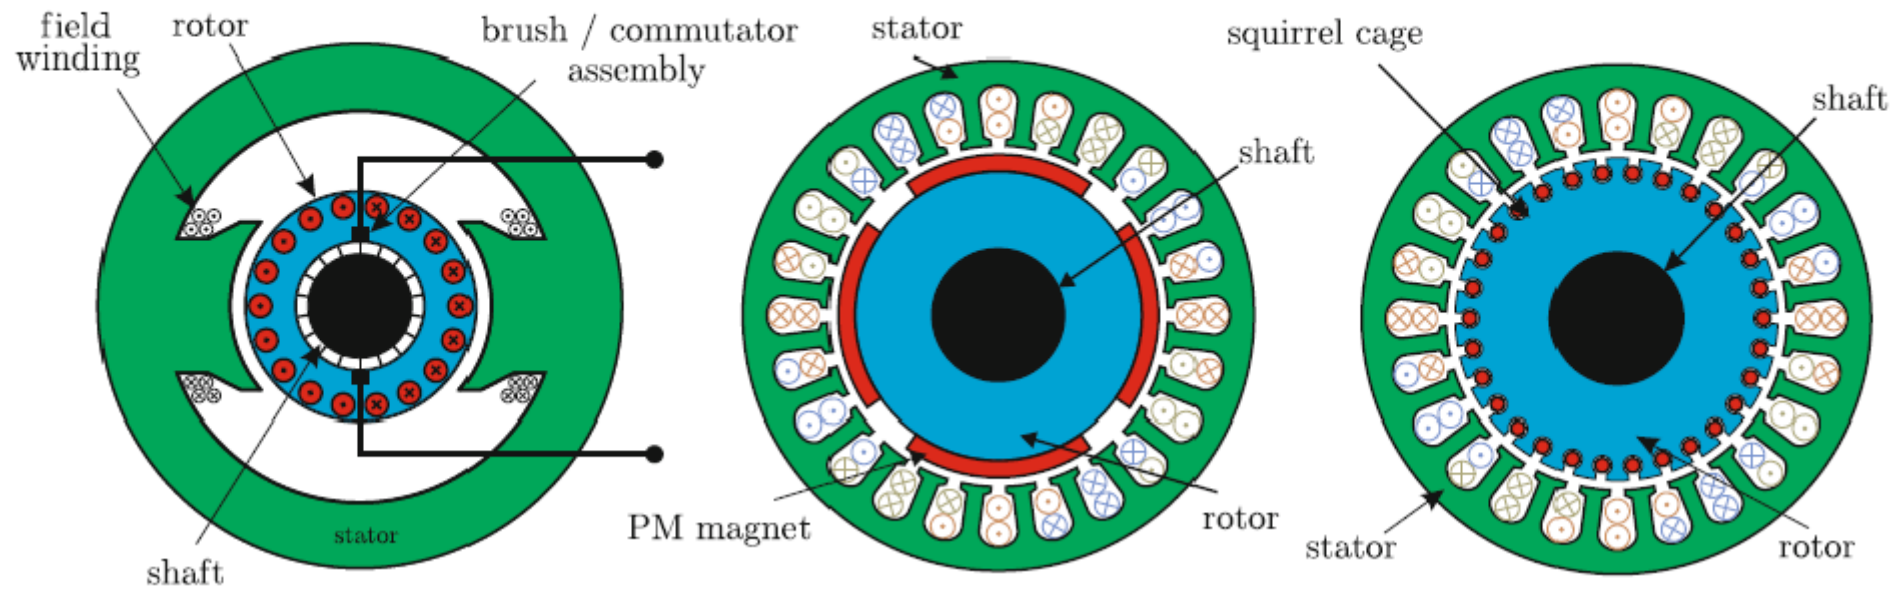 field
winding
rotor
brush / commutator
assembly
stator
shaft
stator
shaft
PM magnet
rotor
squirrel cage
shaft
stator
rotor